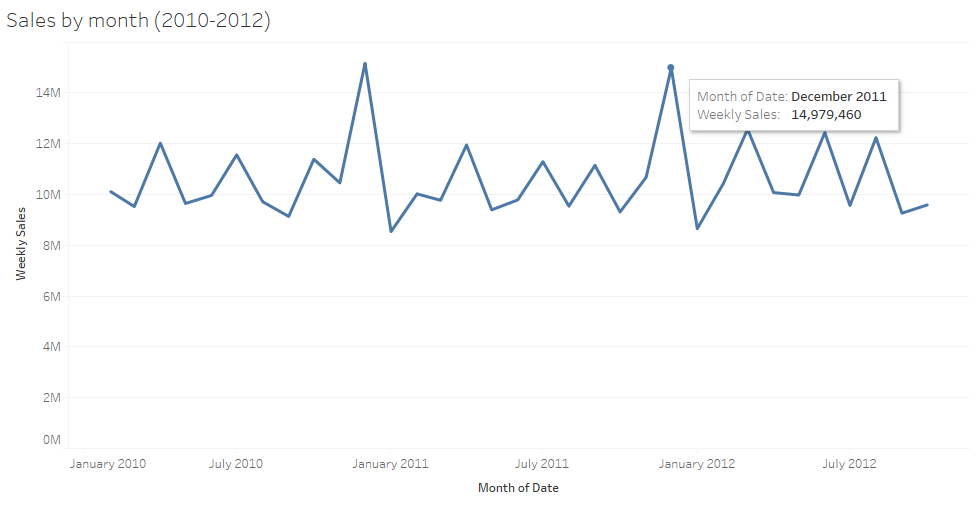 Sales by month (2010-2012)
Month of Date: December 2011
Weekly Sales: 14,979,460
14M
12M
10M
8M
6M
4M
2M
0M
Weekly Sales
January 2010 July 2010 January 2011 July 2011 January 2012 July 2012
Month of Date